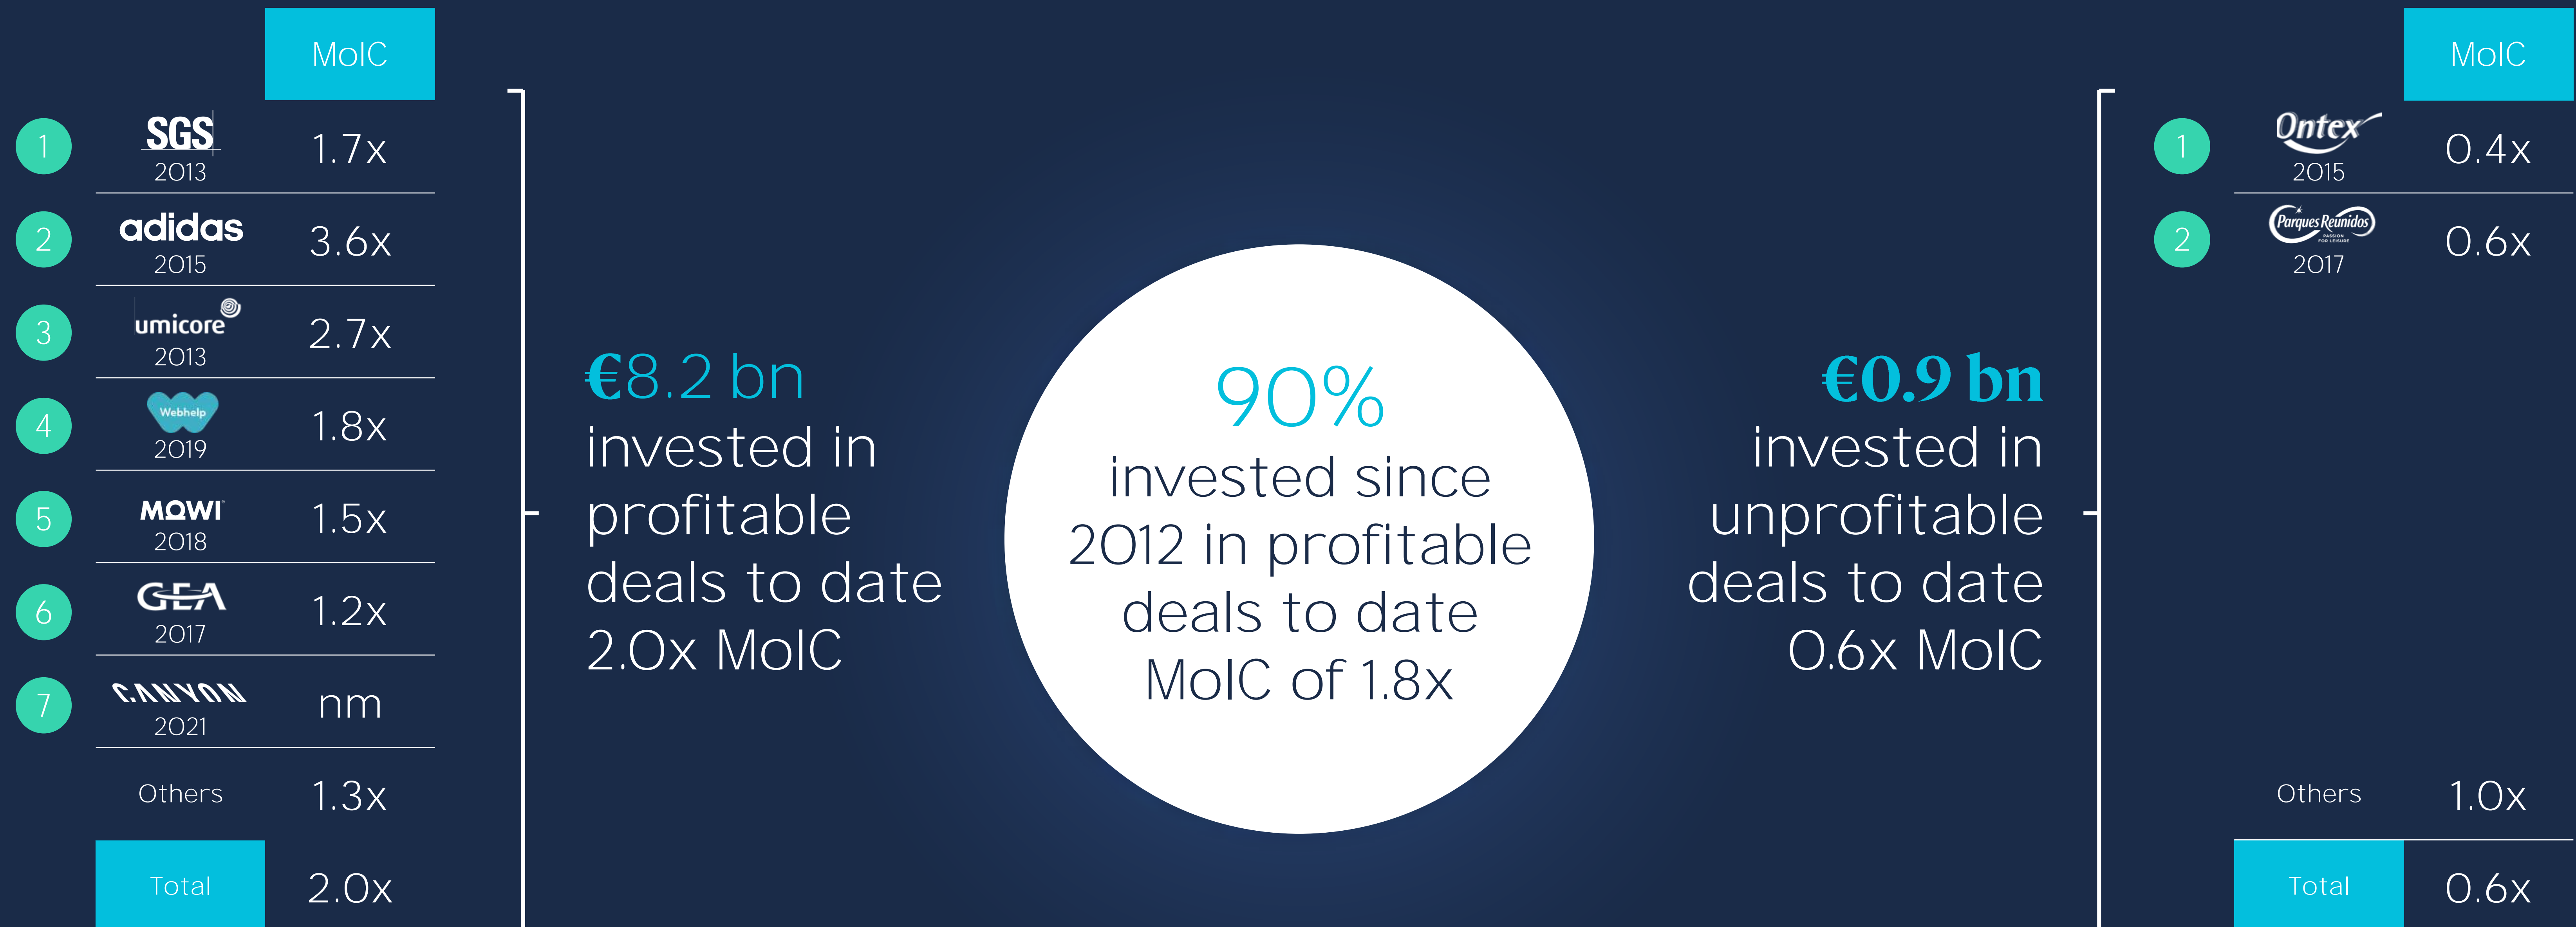 MoIC
1
SGS
2013
1.7x
2
adidas
2015
3.6x
3
umicore
2013
2.7x
4
Webhelp
2019
1.8x
5
MOWI
2018
1.5x
6
GEA
2017
1.2x
7
CANYON
2021
nm
Others
1.3x
Total
2.0x
€8.2 bn
invested in
profitable
deals to date
2.0x MoIC
90%
invested since
2012 in profitable
deals to date
MoIC of 1.8x
€0.9 bn
invested in
unprofitable
deals to date
0.6x MoIC
MoIC
1
Ontex
2015
0.4x
2
Parques Reunidos
PASSION
FOR LEISURE
2017
0.6x
Others
1.0x
Total
0.6x